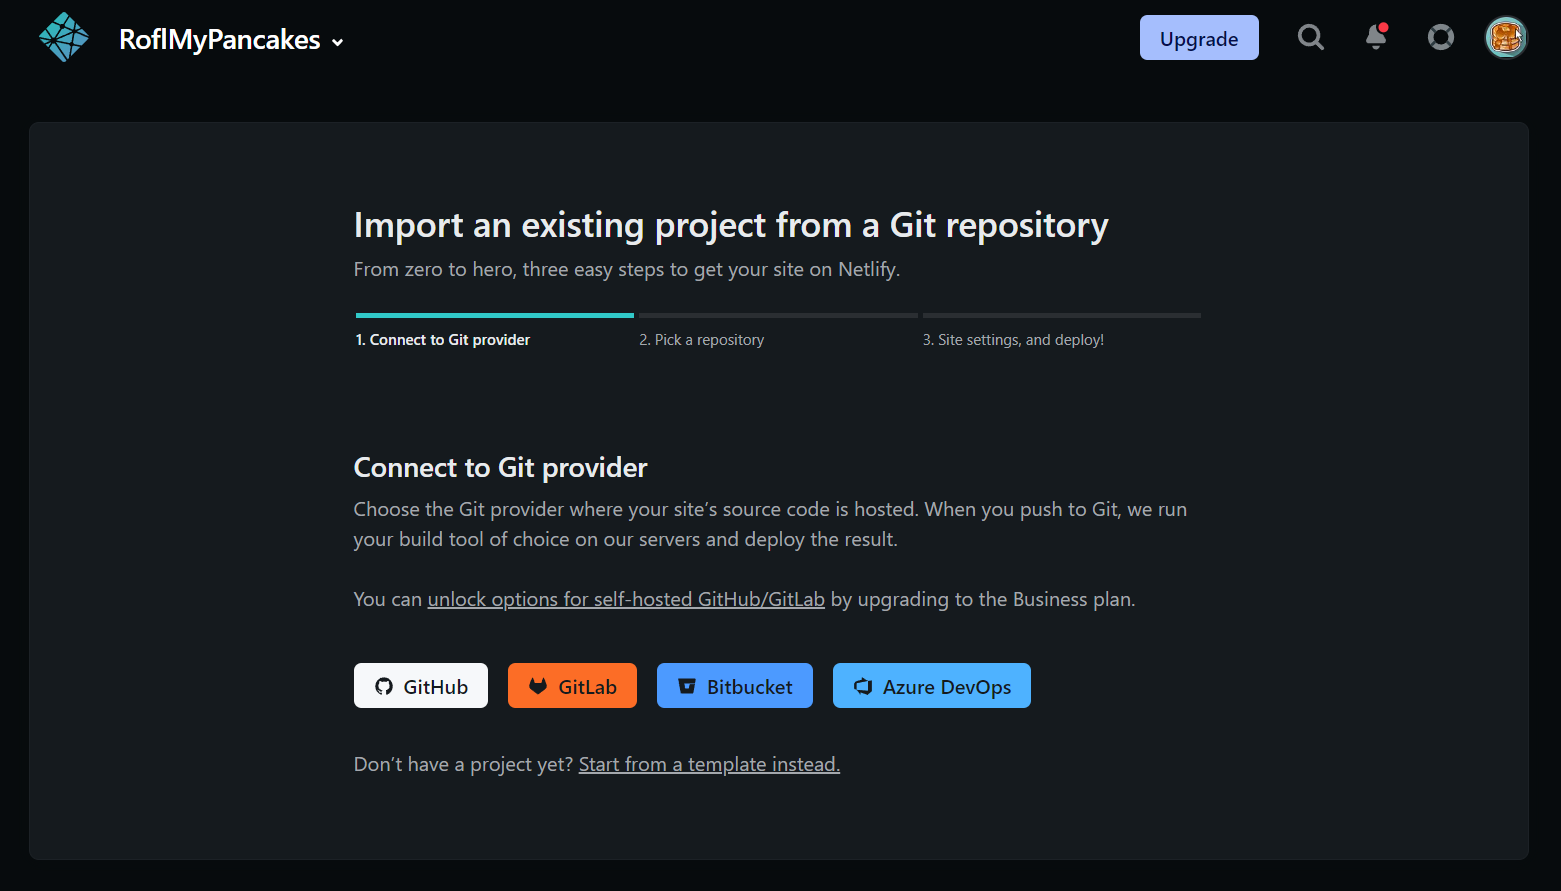 RoflMyPancakes
Upgrade
Import an existing project from a Git repository
From zero to hero, three easy steps to get your site on Netlify.
1. Connect to Git provider
2. Pick a repository
3. Site settings, and deploy!
Connect to Git provider
Choose the Git provider where your site’s source code is hosted. When you push to Git, we run
your build tool of choice on our servers and deploy the result.
You can unlock options for self-hosted GitHub/GitLab by upgrading to the Business plan.
GitHub
GitLab
Bitbucket
Azure DevOps
Don’t have a project yet? Start from a template instead.